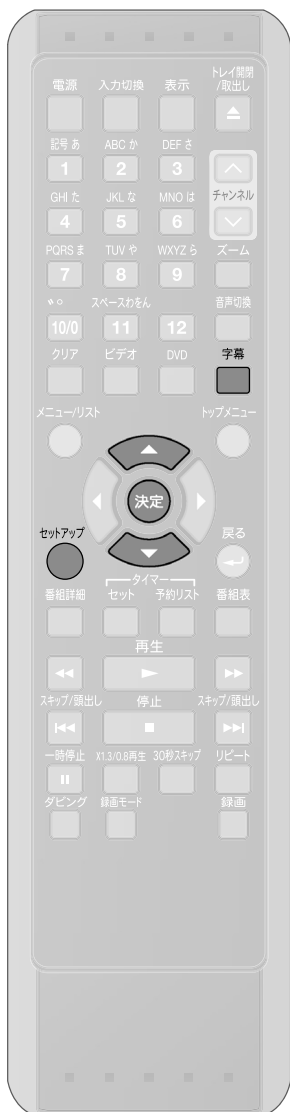 電源 入力切換 表示 トレイ開閉
/取出し
記号 あ ABC か DEF さ
1 2 3
GHI た JKL な MNO は チャンネル
4 5 6
PQRS ま TUV や WXYZ ら ズーム
7 8 9
゛゜ スペースわをん 音声切換
10/0 11 12
クリア ビデオ DVD 字幕
メニュー/リスト トップメニュー
決定
セットアップ 戻る
タイマー
番組詳細 セット 予約リスト 番組表
再生
スキップ/頭出し 停止 スキップ/頭出し
一時停止 X1.3/0.8再生 30秒スキップ リピート
ダビング 録画モード 録画